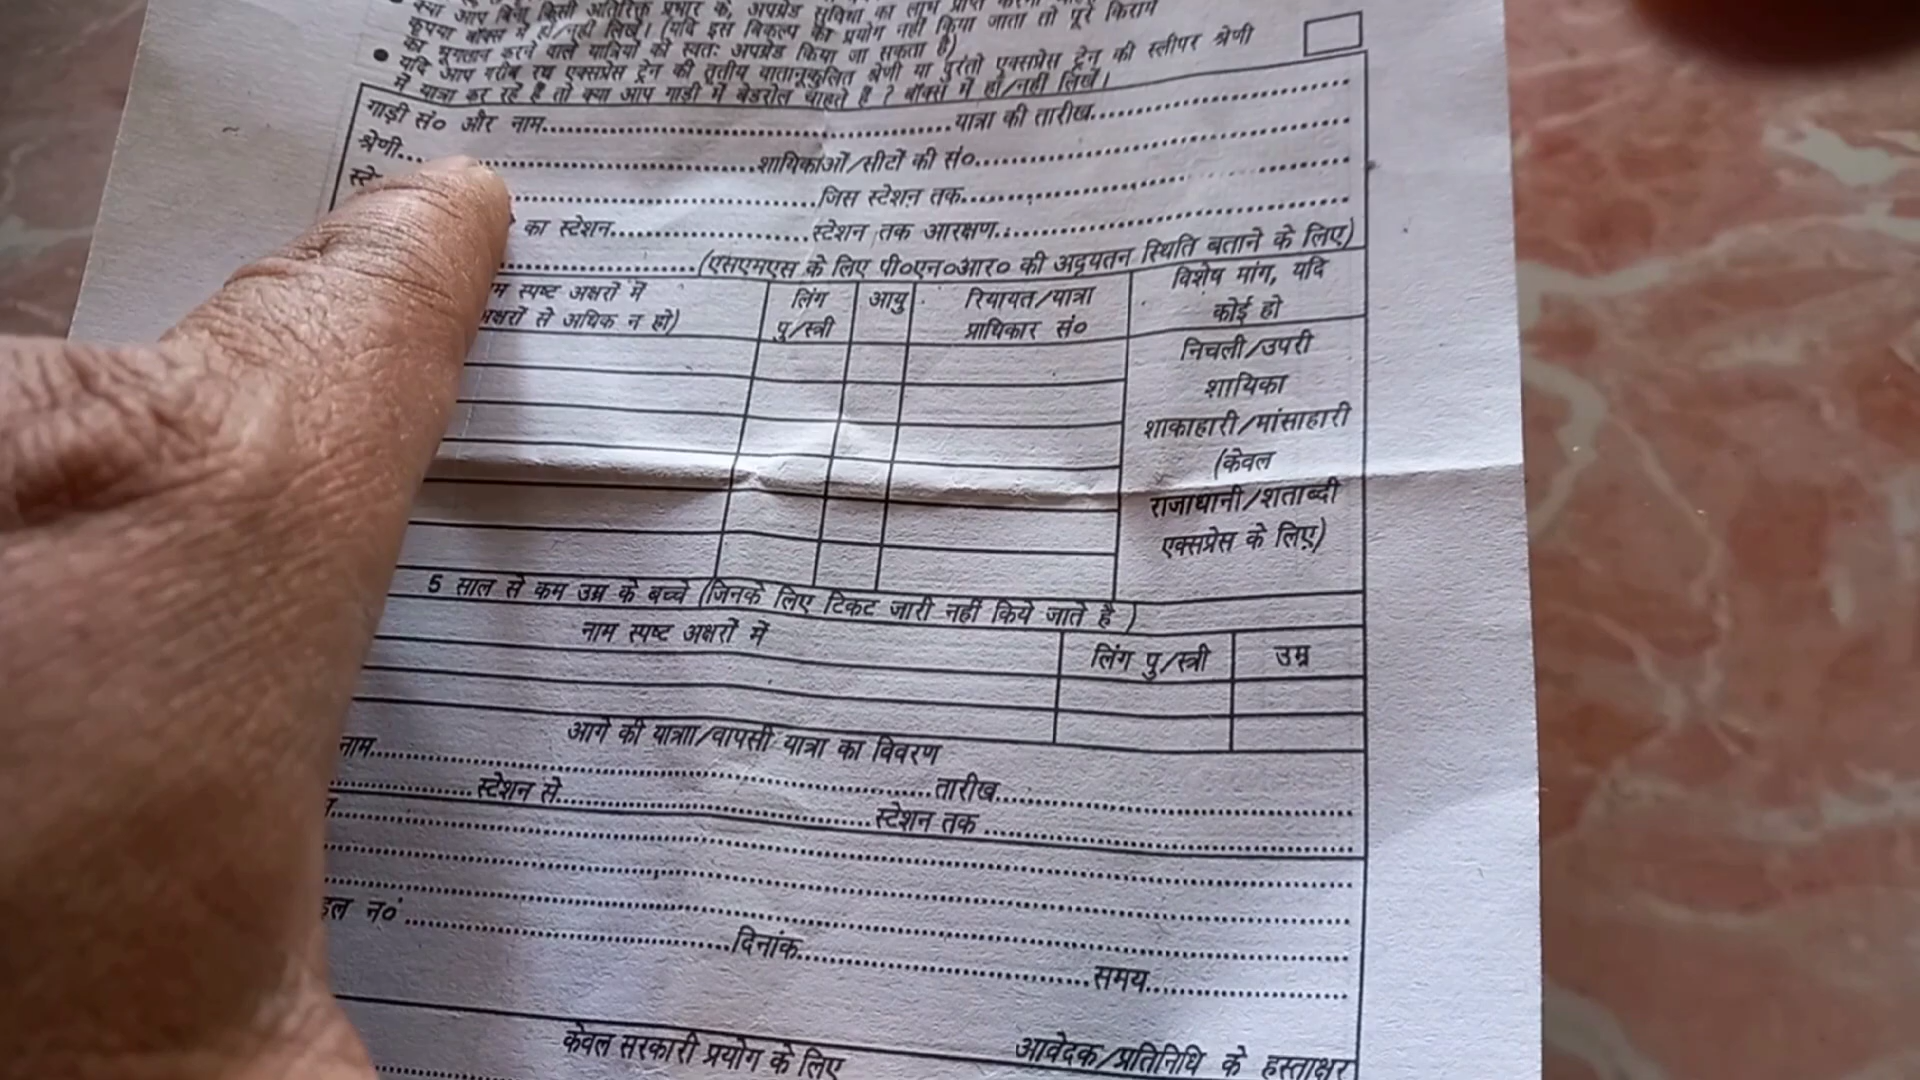 क्या आप बिना किसी अतिरिक्त प्रभार के, अपग्रेड सुविधा का लाभ प्राप्त
कृपया बॉक्स में हाँ/नहीं लिखें। (यदि इस विकल्प का प्रयोग नहीं किया जाता तो पूरे किराये
का भुगतान करने वाले यात्रियों को स्वतः अपग्रेड किया जा सकता है)
● यदि आप गरीब रथ एक्सप्रेस ट्रेन की तृतीय वातानूकुलित श्रेणी या दुरंतो एक्सप्रेस ट्रेन की स्लीपर श्रेणी
में यात्रा कर रहे हैं तो क्या आप गाड़ी में बेडरोल चाहते हैं ? बॉक्स में हाँ/नहीं लिखें।
गाड़ी सं० और नाम..........यात्रा की तारीख..........
श्रेणी..........शायिकाओं/सीटों की सं०..........
स्टे ..........जिस स्टेशन तक..........
का स्टेशन..........स्टेशन तक आरक्षण..........
..........(एसएमएस के लिए पी०एन०आर० की अद्यतन स्थिति बताने के लिए)
म स्पष्ट अक्षरों में लिंग आयु रियायत/यात्रा विशेष मांग, यदि
अक्षरों से अधिक न हो) पु/स्त्री प्राधिकार सं० कोई हो
निचली/उपरी
शायिका
शाकाहारी/मांसाहारी
(केवल
राजाधानी/शताब्दी
एक्सप्रेस के लिए)
5 साल से कम उम्र के बच्चे (जिनके लिए टिकट जारी नहीं किये जाते है )
नाम स्पष्ट अक्षरों में लिंग पु/स्त्री उम्र
आगे की यात्राा/वापसी यात्रा का विवरण
नाम..........तारीख..........
..........स्टेशन से..........स्टेशन तक ..........
इल न०ं ..........दिनांक..........समय..........
केवल सरकारी प्रयोग के लिए आवेदक/प्रतिनिधि के हस्ताक्षर